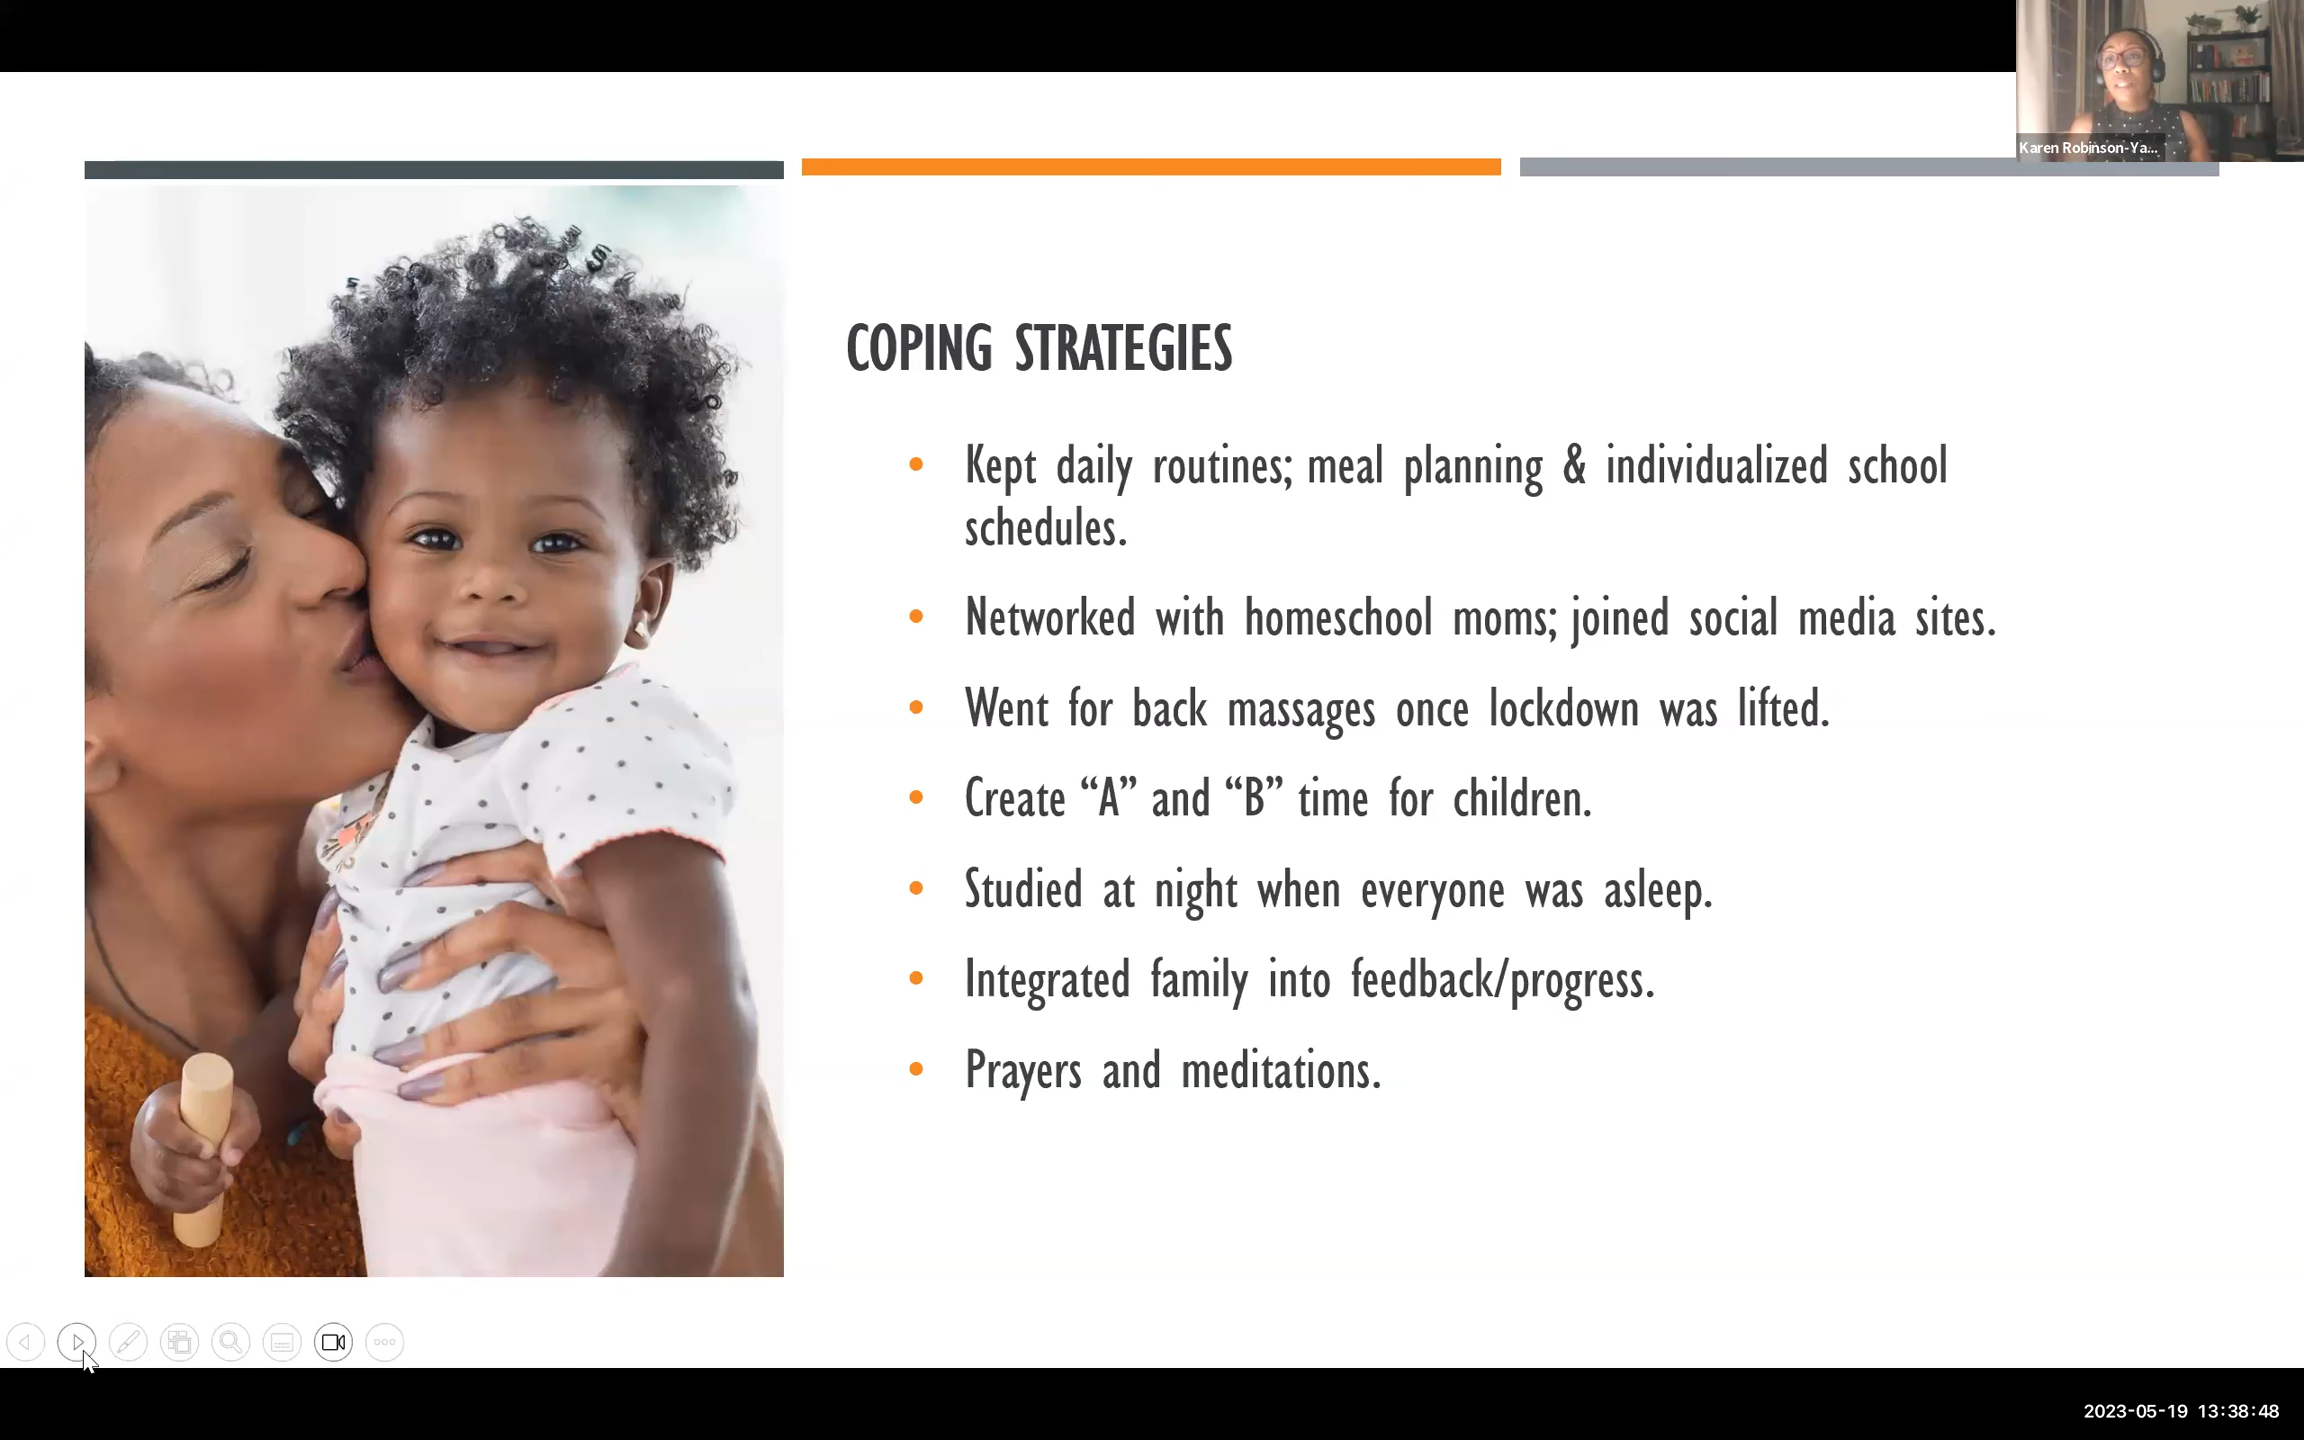 Karen Robinson-Ya...
COPING STRATEGIES
• Kept daily routines; meal planning & individualized school
schedules.
• Networked with homeschool moms; joined social media sites.
• Went for back massages once lockdown was lifted.
• Create “A” and “B” time for children.
• Studied at night when everyone was asleep.
• Integrated family into feedback/progress.
• Prayers and meditations.
2023-05-19 13:38:48